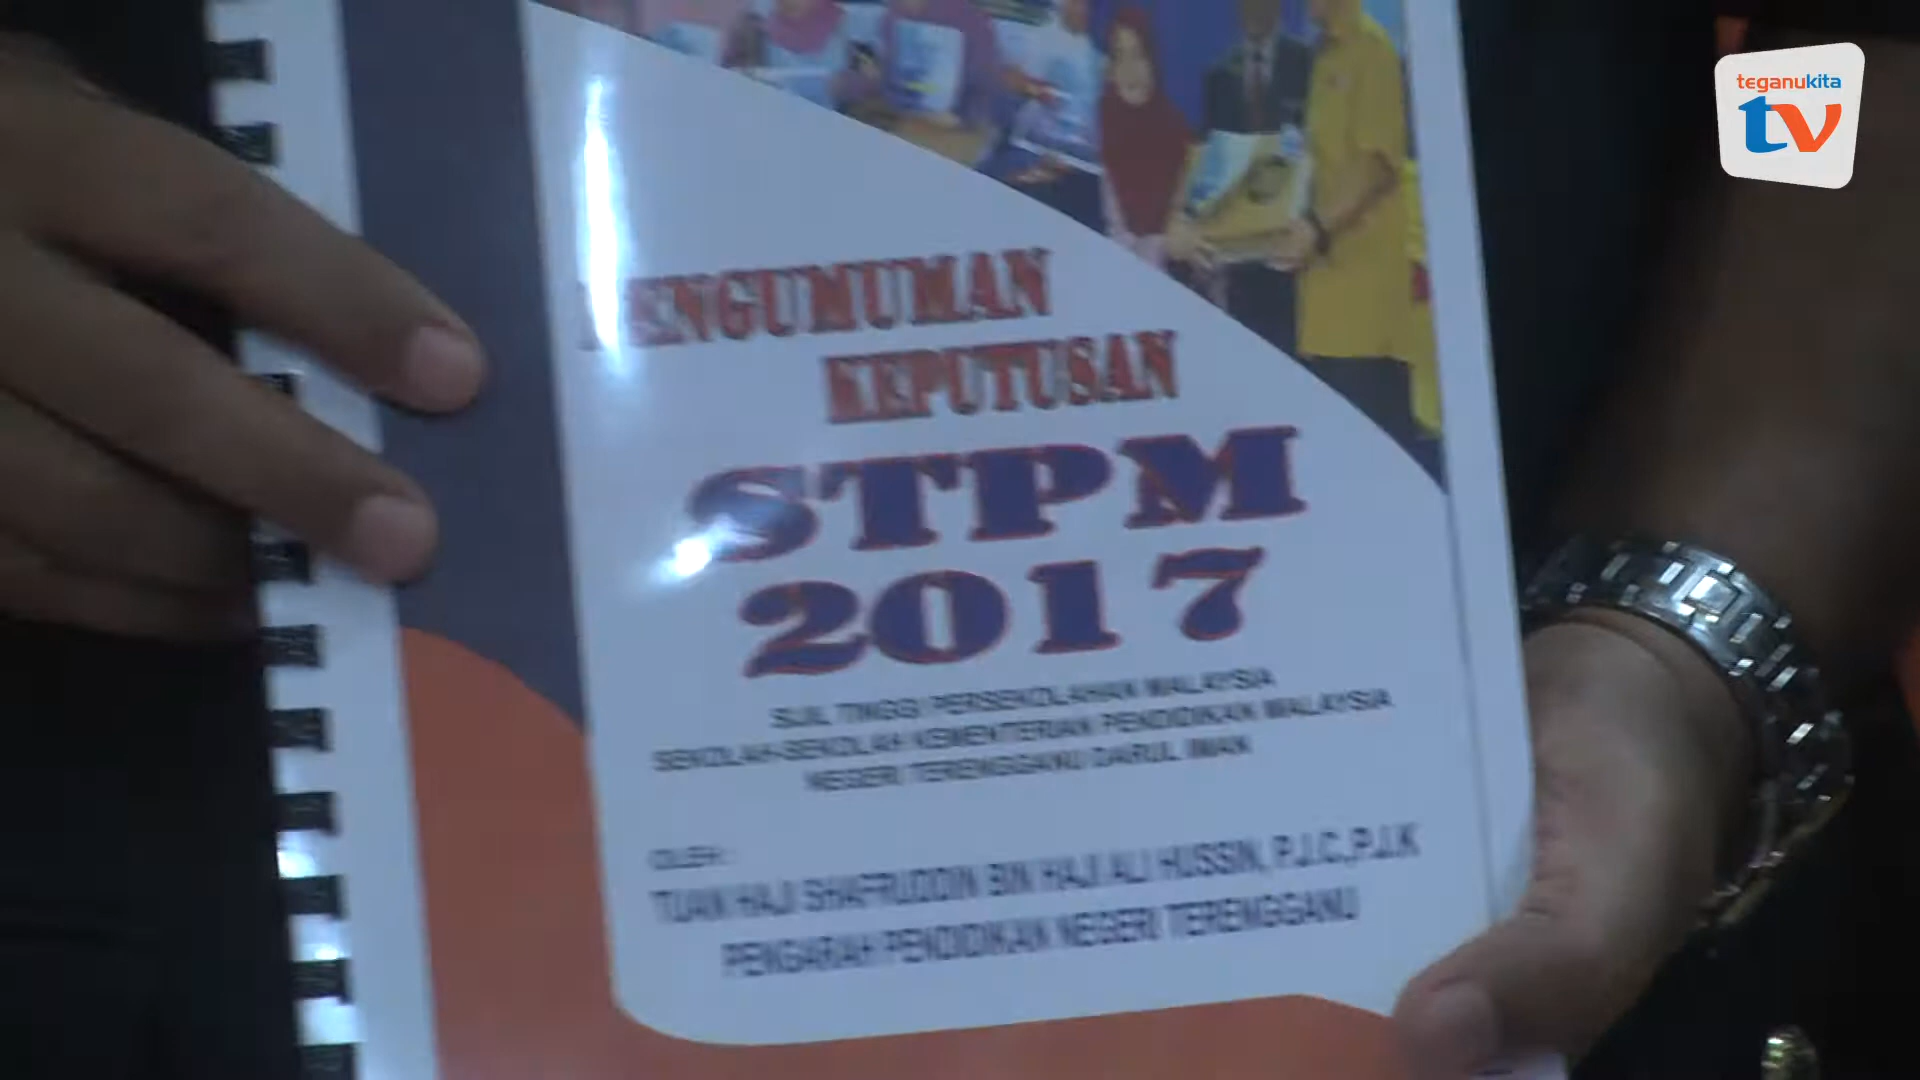 teganukita
tv
PENGUMUMAN
KEPUTUSAN
STPM
2017
SIJIL TINGGI PERSEKOLAHAN MALAYSIA
SEKOLAH-SEKOLAH KEMENTERIAN PENDIDIKAN MALAYSIA
NEGERI TERENGGANU DARUL IMAN
OLEH :
TUAN HAJI SHAFRUDDIN BIN HAJI ALI HUSSIN, P.J.C.,P.J.K
PENGARAH PENDIDIKAN NEGERI TERENGGANU